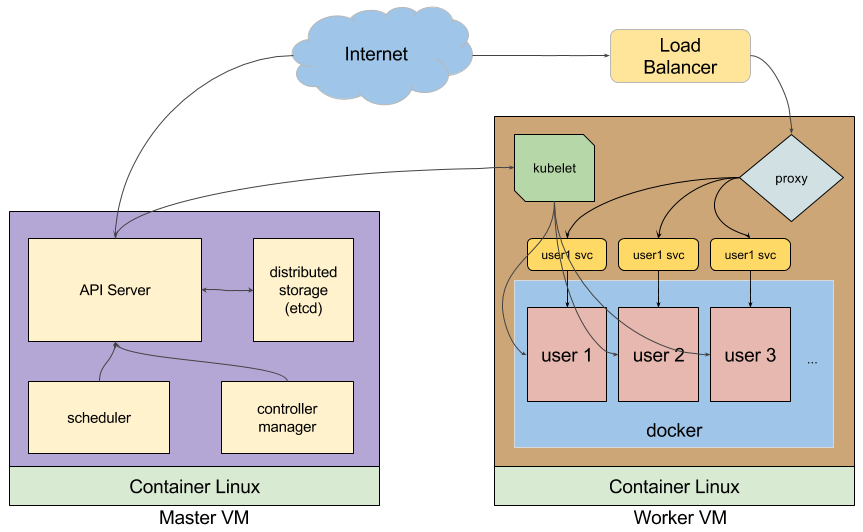 Internet
Load
Balancer
kubelet
proxy
API Server
distributed
storage
(etcd)
user1 svc
user1 svc
user1 svc
user 1
user 2
user 3
...
scheduler
controller
manager
docker
Container Linux
Container Linux
Master VM
Worker VM